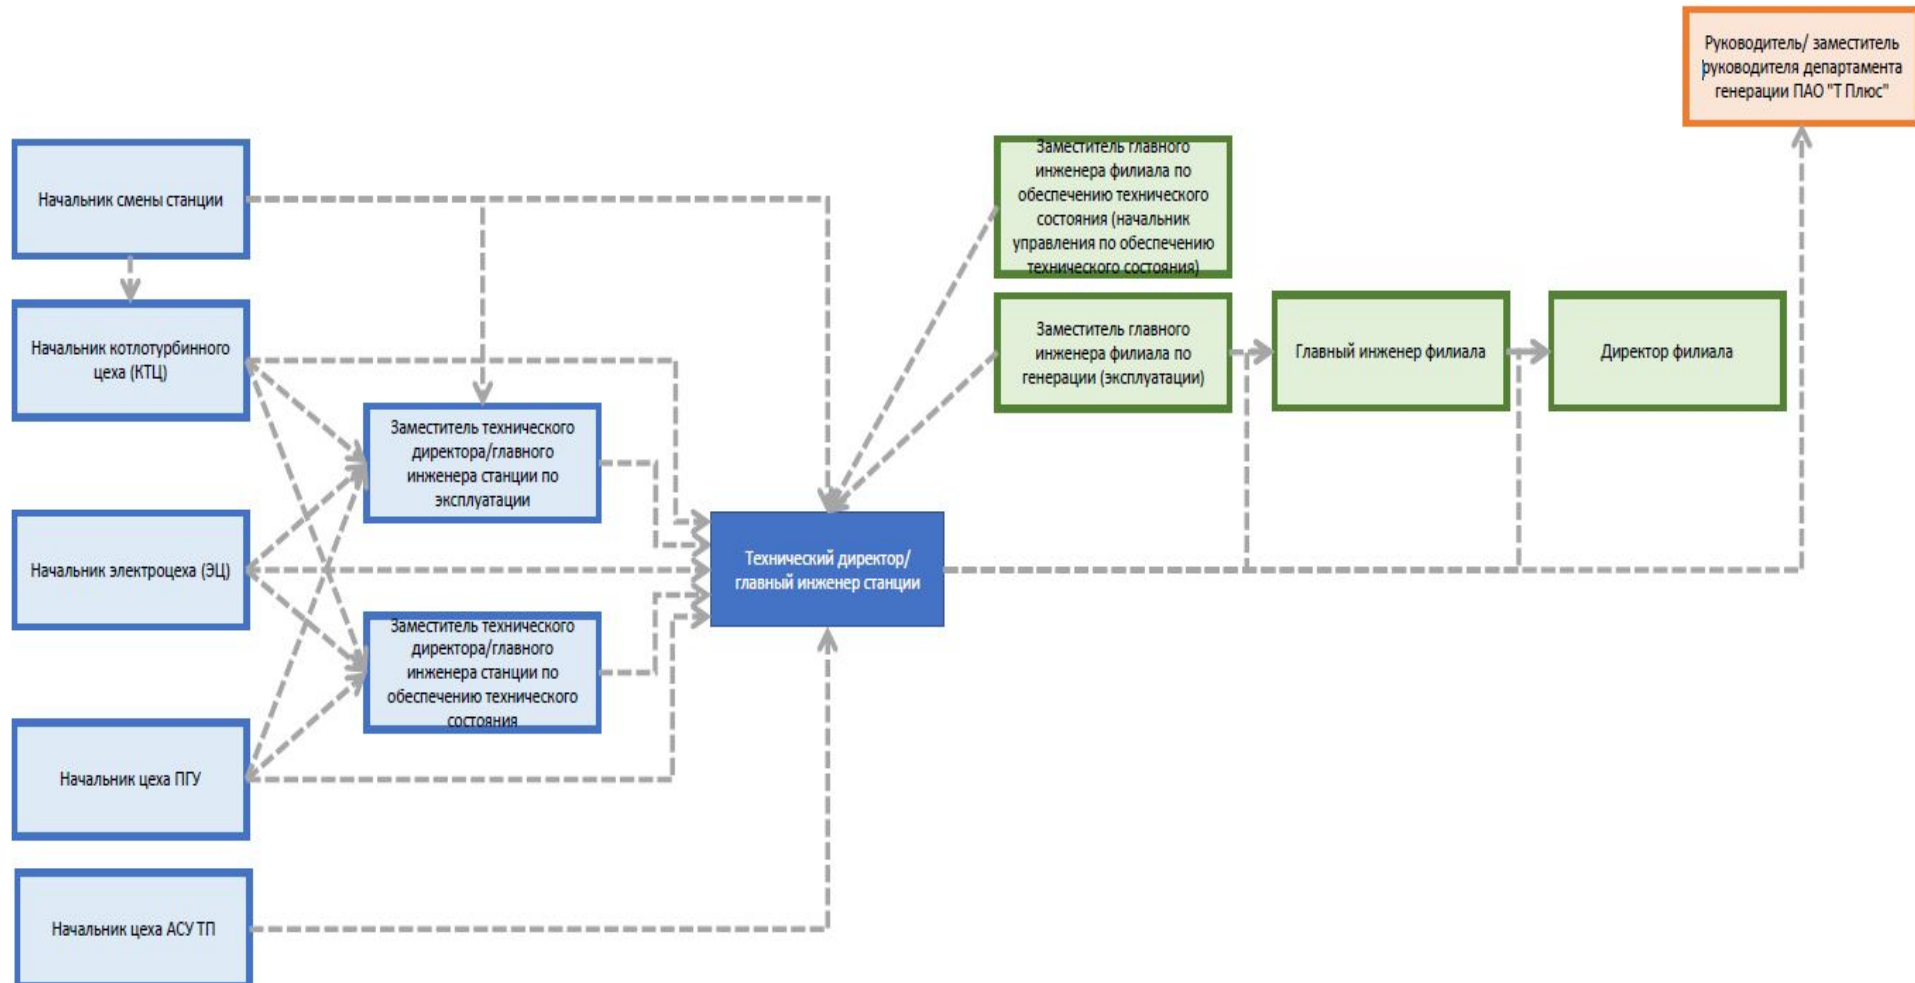 Руководитель/ заместитель
руководителя департамента
генерации ПАО "Т Плюс"
Начальник смены станции
Заместитель главного
инженера филиала по
обеспечению технического
состояния (начальник
управления по обеспечению
технического состояния)
Начальник котлотурбинного
цеха (КТЦ)
Заместитель главного
инженера филиала по
генерации (эксплуатации)
Главный инженер филиала
Директор филиала
Заместитель технического
директора/главного
инженера станции по
эксплуатации
Начальник электроцеха (ЭЦ)
Технический директор/
главный инженер станции
Заместитель технического
директора/главного
инженера станции по
обеспечению технического
состояния
Начальник цеха ПГУ
Начальник цеха АСУ ТП